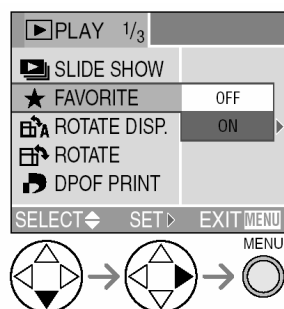 PLAY 1/3
SLIDE SHOW
FAVORITE OFF
ROTATE DISP. ON
ROTATE
DPOF PRINT
SELECT SET EXIT MENU
MENU